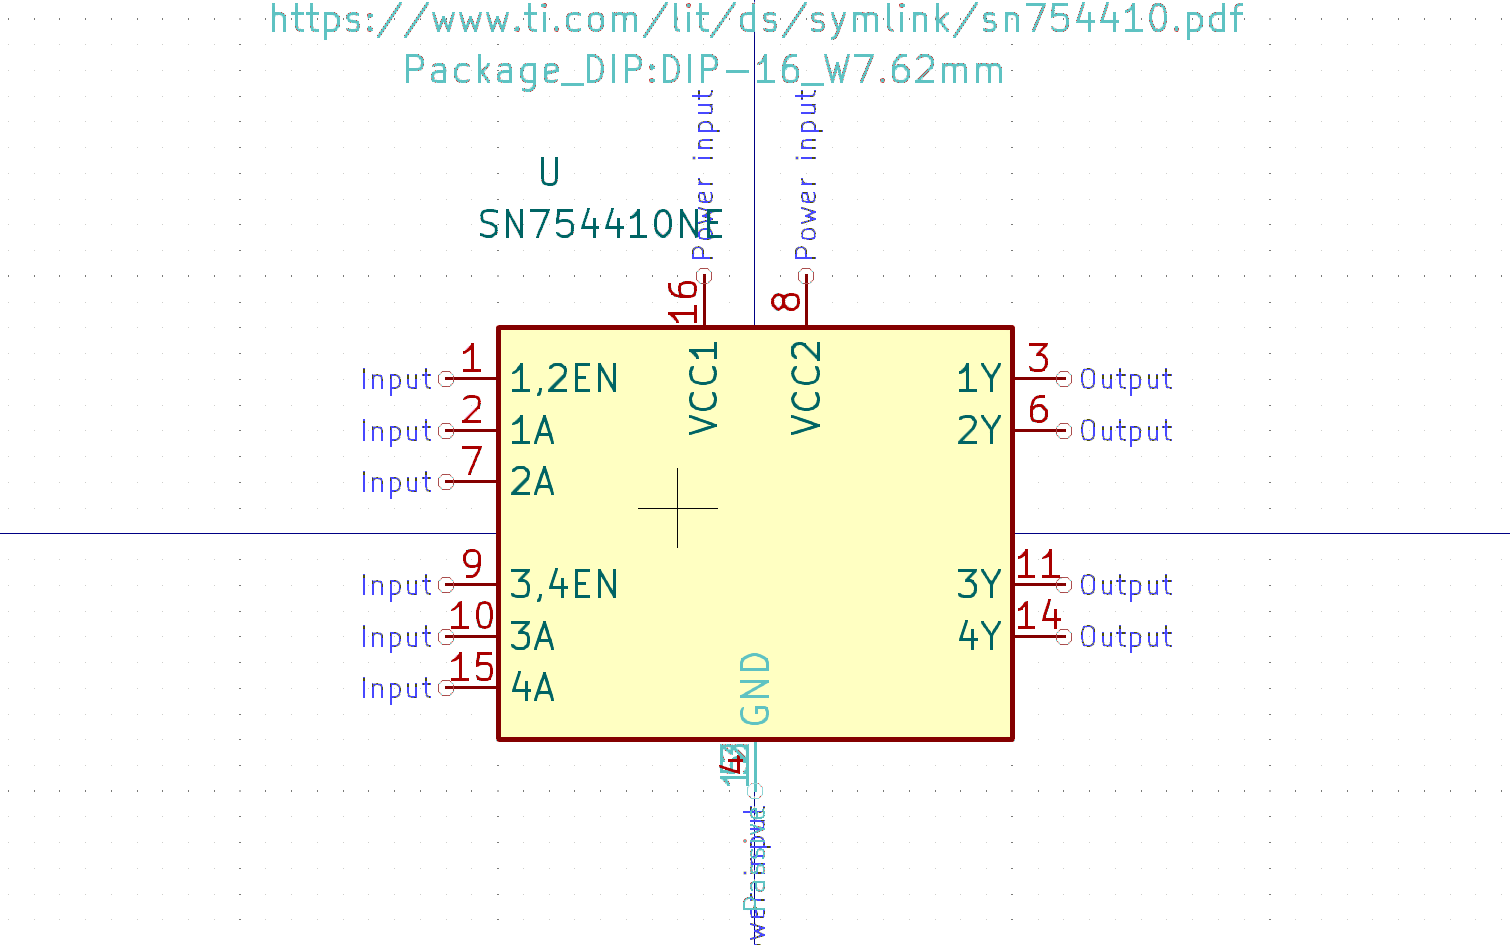 https://www.ti.com/lit/ds/symlink/sn754410.pdf
Package_DIP:DIP-16_W7.62mm
Power input
Power input
U
SN754410NE
16
8
VCC1
VCC2
Input 1 1,2EN
1Y 3 Output
Input 2 1A
2Y 6 Output
Input 7 2A
Input 9 3,4EN
3Y 11 Output
Input 10 3A
4Y 14 Output
Input 15 4A
GND
4
Passive
input